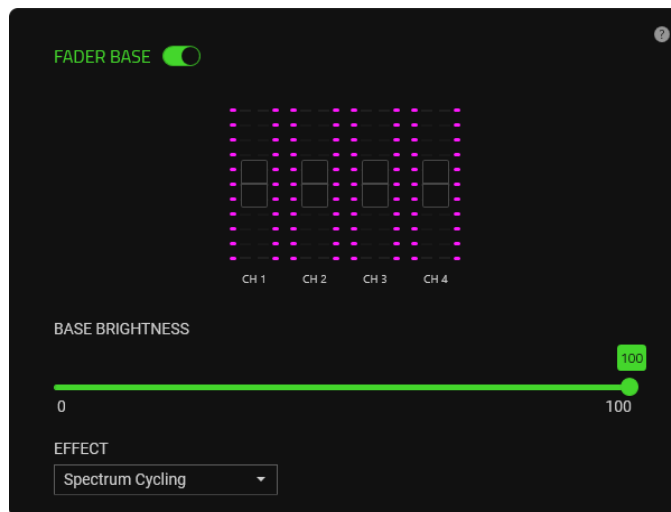 ?
FADER BASE
CH 1 CH 2 CH 3 CH 4
BASE BRIGHTNESS
100
0 100
EFFECT
Spectrum Cycling